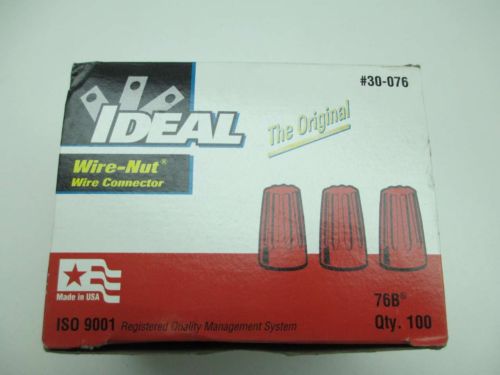 #30-076
IDEAL
The Original
Wire-Nut®
Wire Connector
Made in USA
76B®
Qty. 100
ISO 9001 Registered Quality Management System